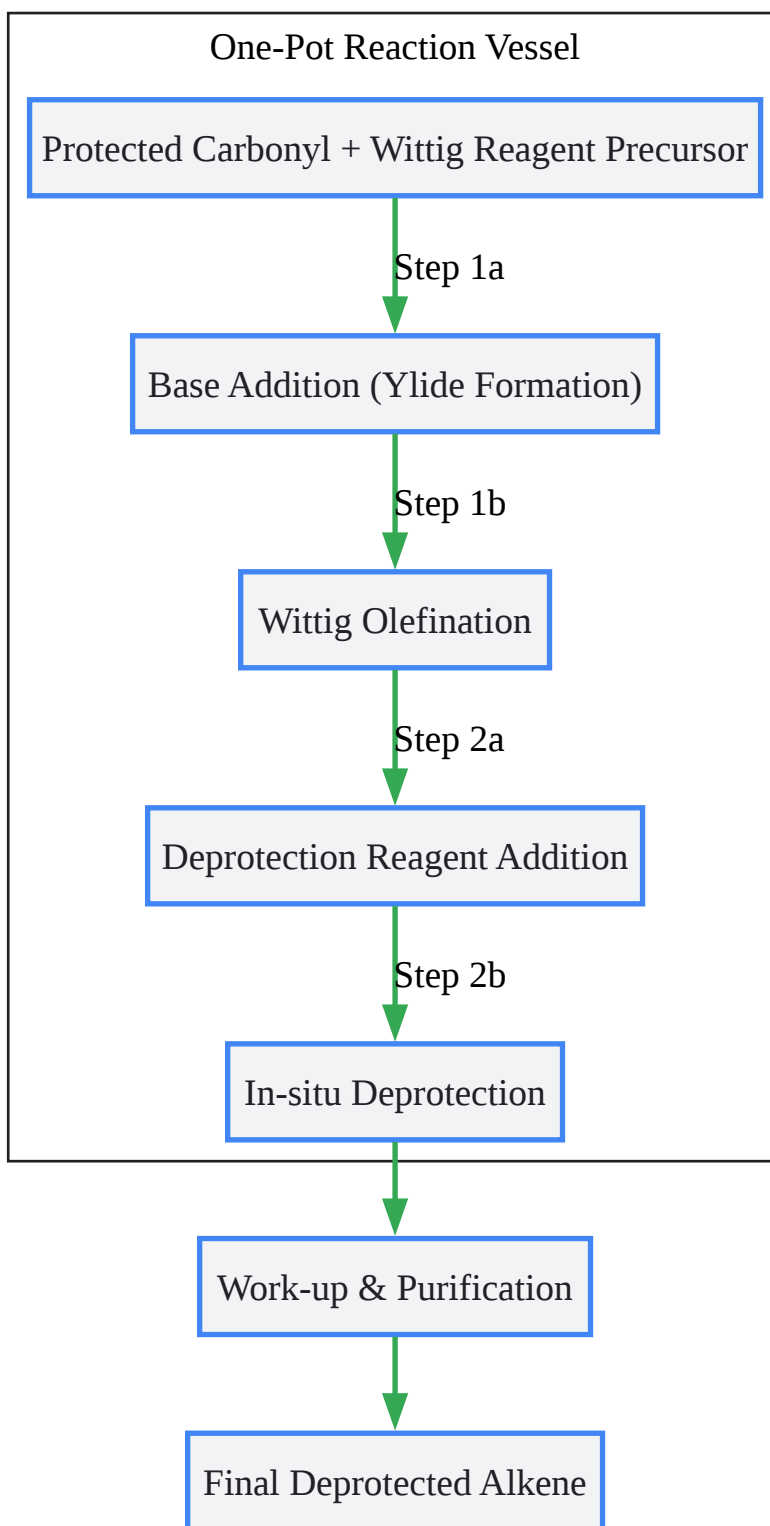 One-Pot Reaction Vessel
Protected Carbonyl + Wittig Reagent Precursor
Step 1a
Base Addition (Ylide Formation)
Step 1b
Wittig Olefination
Step 2a
Deprotection Reagent Addition
Step 2b
In-situ Deprotection
Work-up & Purification
Final Deprotected Alkene